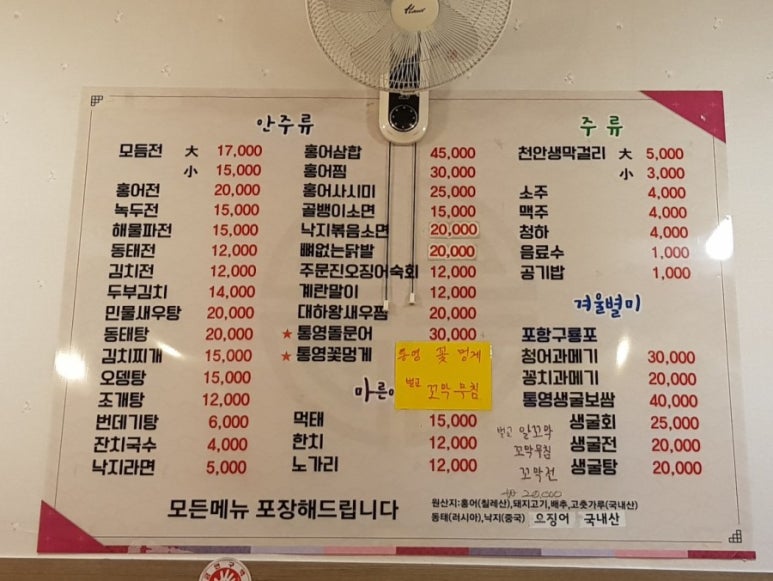 안주류
모듬전 大 17,000
小 15,000
홍어전 20,000
녹두전 15,000
해물파전 15,000
동태전 12,000
김치전 12,000
두부김치 14,000
민물새우탕 20,000
동태탕 20,000
김치찌개 15,000
오뎅탕 15,000
조개탕 12,000
번데기탕 6,000
잔치국수 4,000
낙지라면 5,000
홍어삼합 45,000
홍어찜 30,000
홍어사시미 25,000
골뱅이소면 15,000
낙지볶음소면 20,000
뼈없는닭발 20,000
주문진오징어숙회 12,000
계란말이 12,000
대하왕새우찜 20,000
★ 통영돌문어 30,000
★ 통영꽃멍게
통영 꽃 멍게
벌교 꼬막무침
마른
먹태 15,000
한치 12,000
노가리 12,000
주류
천안생막걸리 大 5,000
小 3,000
소주 4,000
맥주 4,000
청하 4,000
음료수 1,000
공기밥 1,000
겨울별미
포항구룡포
청어과메기 30,000
꽁치과메기 20,000
통영생굴보쌈 40,000
생굴회 25,000
생굴전 20,000
생굴탕 20,000
벌교 알꼬막
꼬막무침
꼬막전
20,000
모든메뉴 포장해드립니다
원산지:홍어(칠레산),돼지고기,배추,고춧가루(국내산)
동태(러시아),낙지(중국) 오징어 국내산